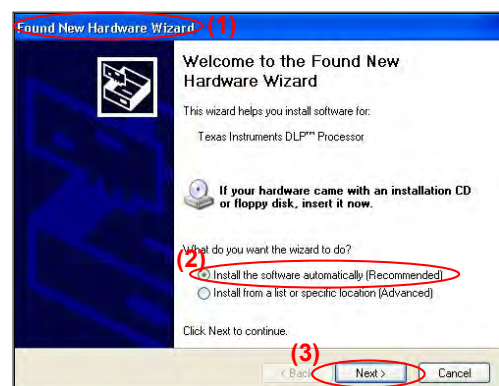 Found New Hardware Wizard (1)
Welcome to the Found New
Hardware Wizard
This wizard helps you install software for:
Texas Instruments DLP™ Processor
If your hardware came with an installation CD
or floppy disk, insert it now.
What do you want the wizard to do?
(2)
Install the software automatically (Recommended)
Install from a list or specific location (Advanced)
Click Next to continue.
(3)
< Back Next > Cancel